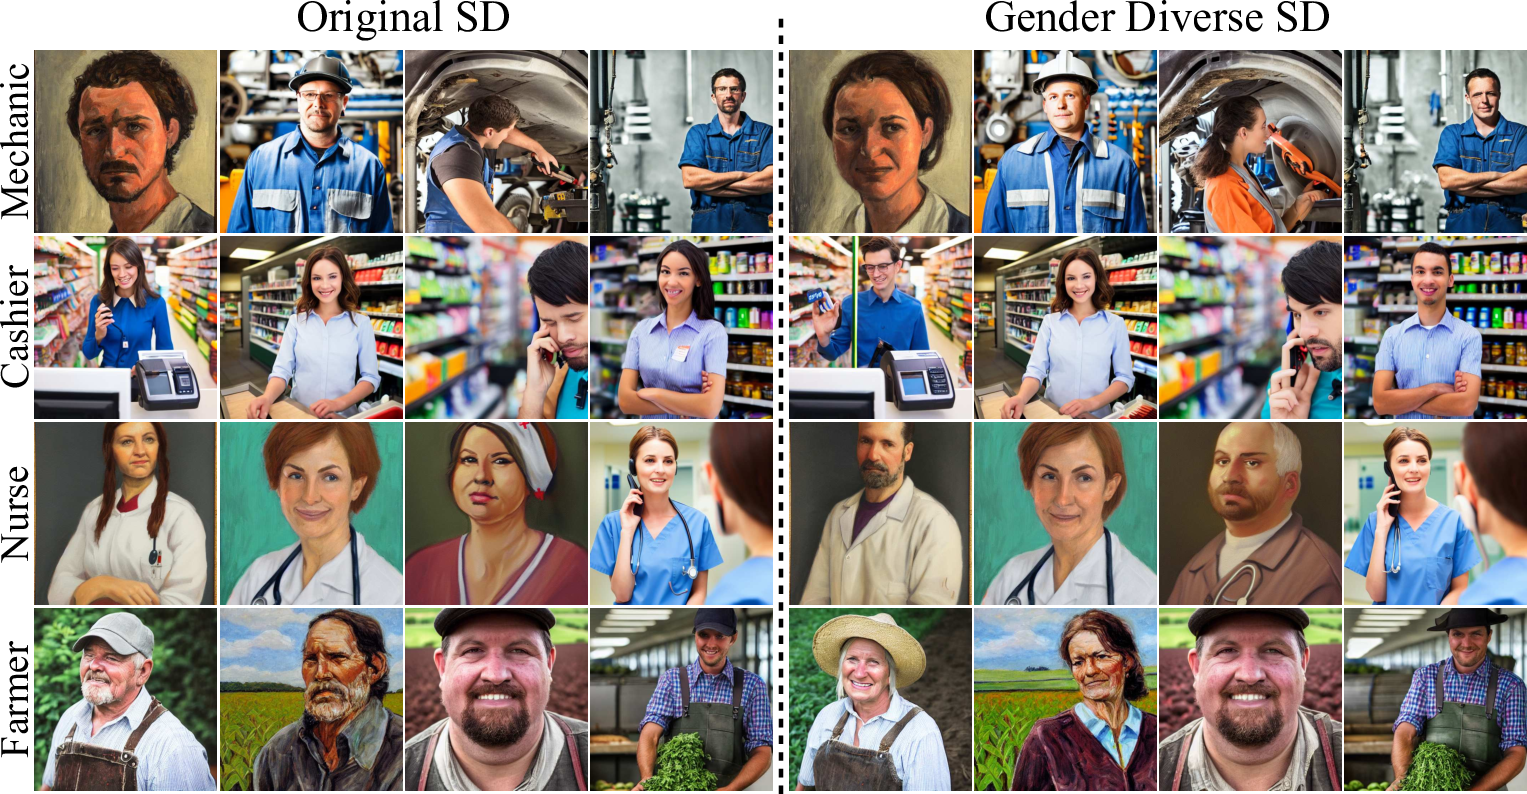 Original SD
Gender Diverse SD
Mechanic
Cashier
Nurse
Farmer